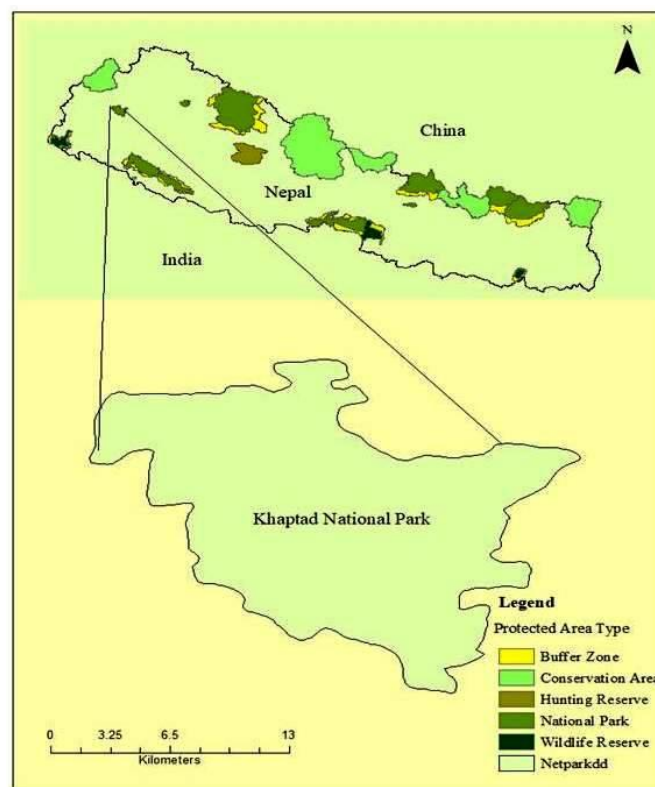 N
China
Nepal
India
Khaptad National Park
Legend
Protected Area Type
Buffer Zone
Conservation Area
Hunting Reserve
National Park
Wildlife Reserve
Netparkdd
0 3.25 6.5 13
Kilometers